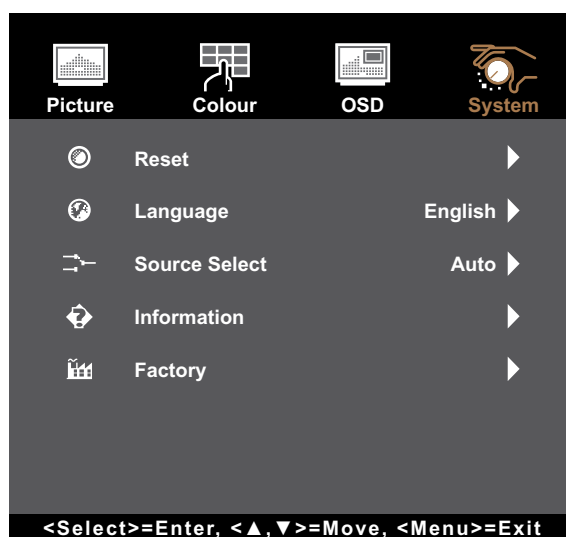 Picture Colour OSD System
Reset
Language English
Source Select Auto
Information
Factory
<Select>=Enter, <▲,▼>=Move, <Menu>=Exit